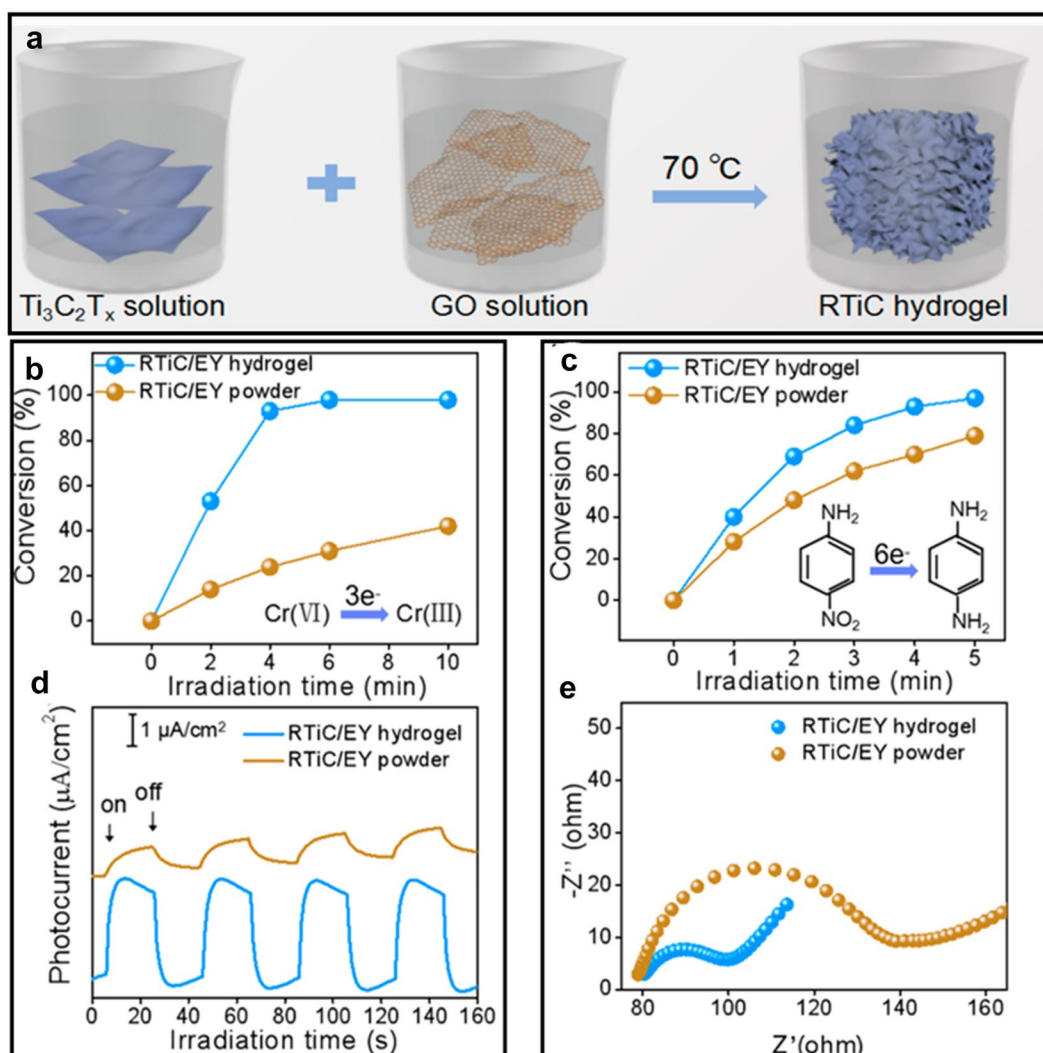 a
70 °C
Ti₃C₂Tₓ solution
GO solution
RTiC hydrogel
b
RTiC/EY hydrogel
RTiC/EY powder
100
80
60
40
20
0
Conversion (%)
Cr(VI)
3e⁻
Cr(III)
0 2 4 6 8 10
Irradiation time (min)
c
RTiC/EY hydrogel
RTiC/EY powder
100
80
60
40
20
0
Conversion (%)
NH₂
NO₂
6e⁻
NH₂
NH₂
0 1 2 3 4 5
Irradiation time (min)
d
1 μA/cm²
RTiC/EY hydrogel
RTiC/EY powder
on
off
Photocurrent (μA/cm²)
0 20 40 60 80 100 120 140 160
Irradiation time (s)
e
RTiC/EY hydrogel
RTiC/EY powder
50
40
30
20
10
0
-Z'' (ohm)
80 100 120 140 160
Z'(ohm)